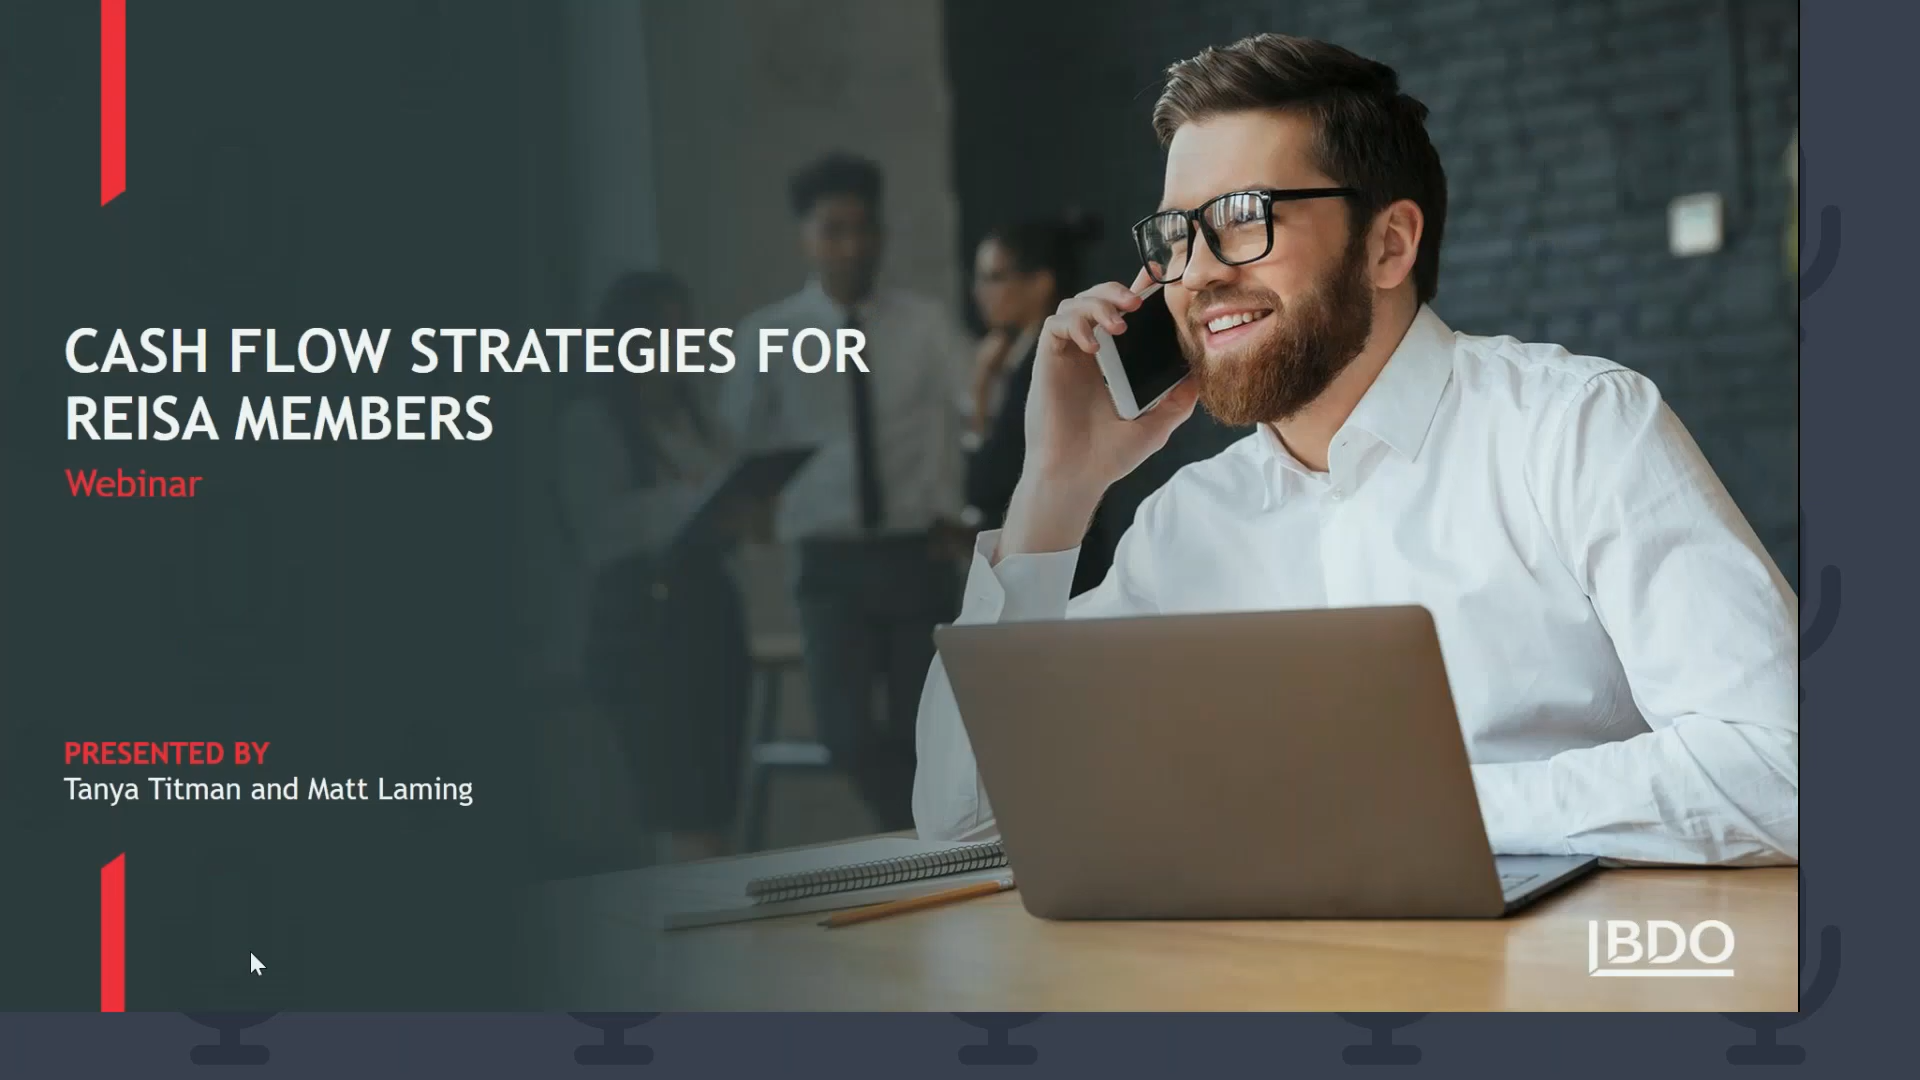 CASH FLOW STRATEGIES FOR
REISA MEMBERS
Webinar
PRESENTED BY
Tanya Titman and Matt Laming
BDO